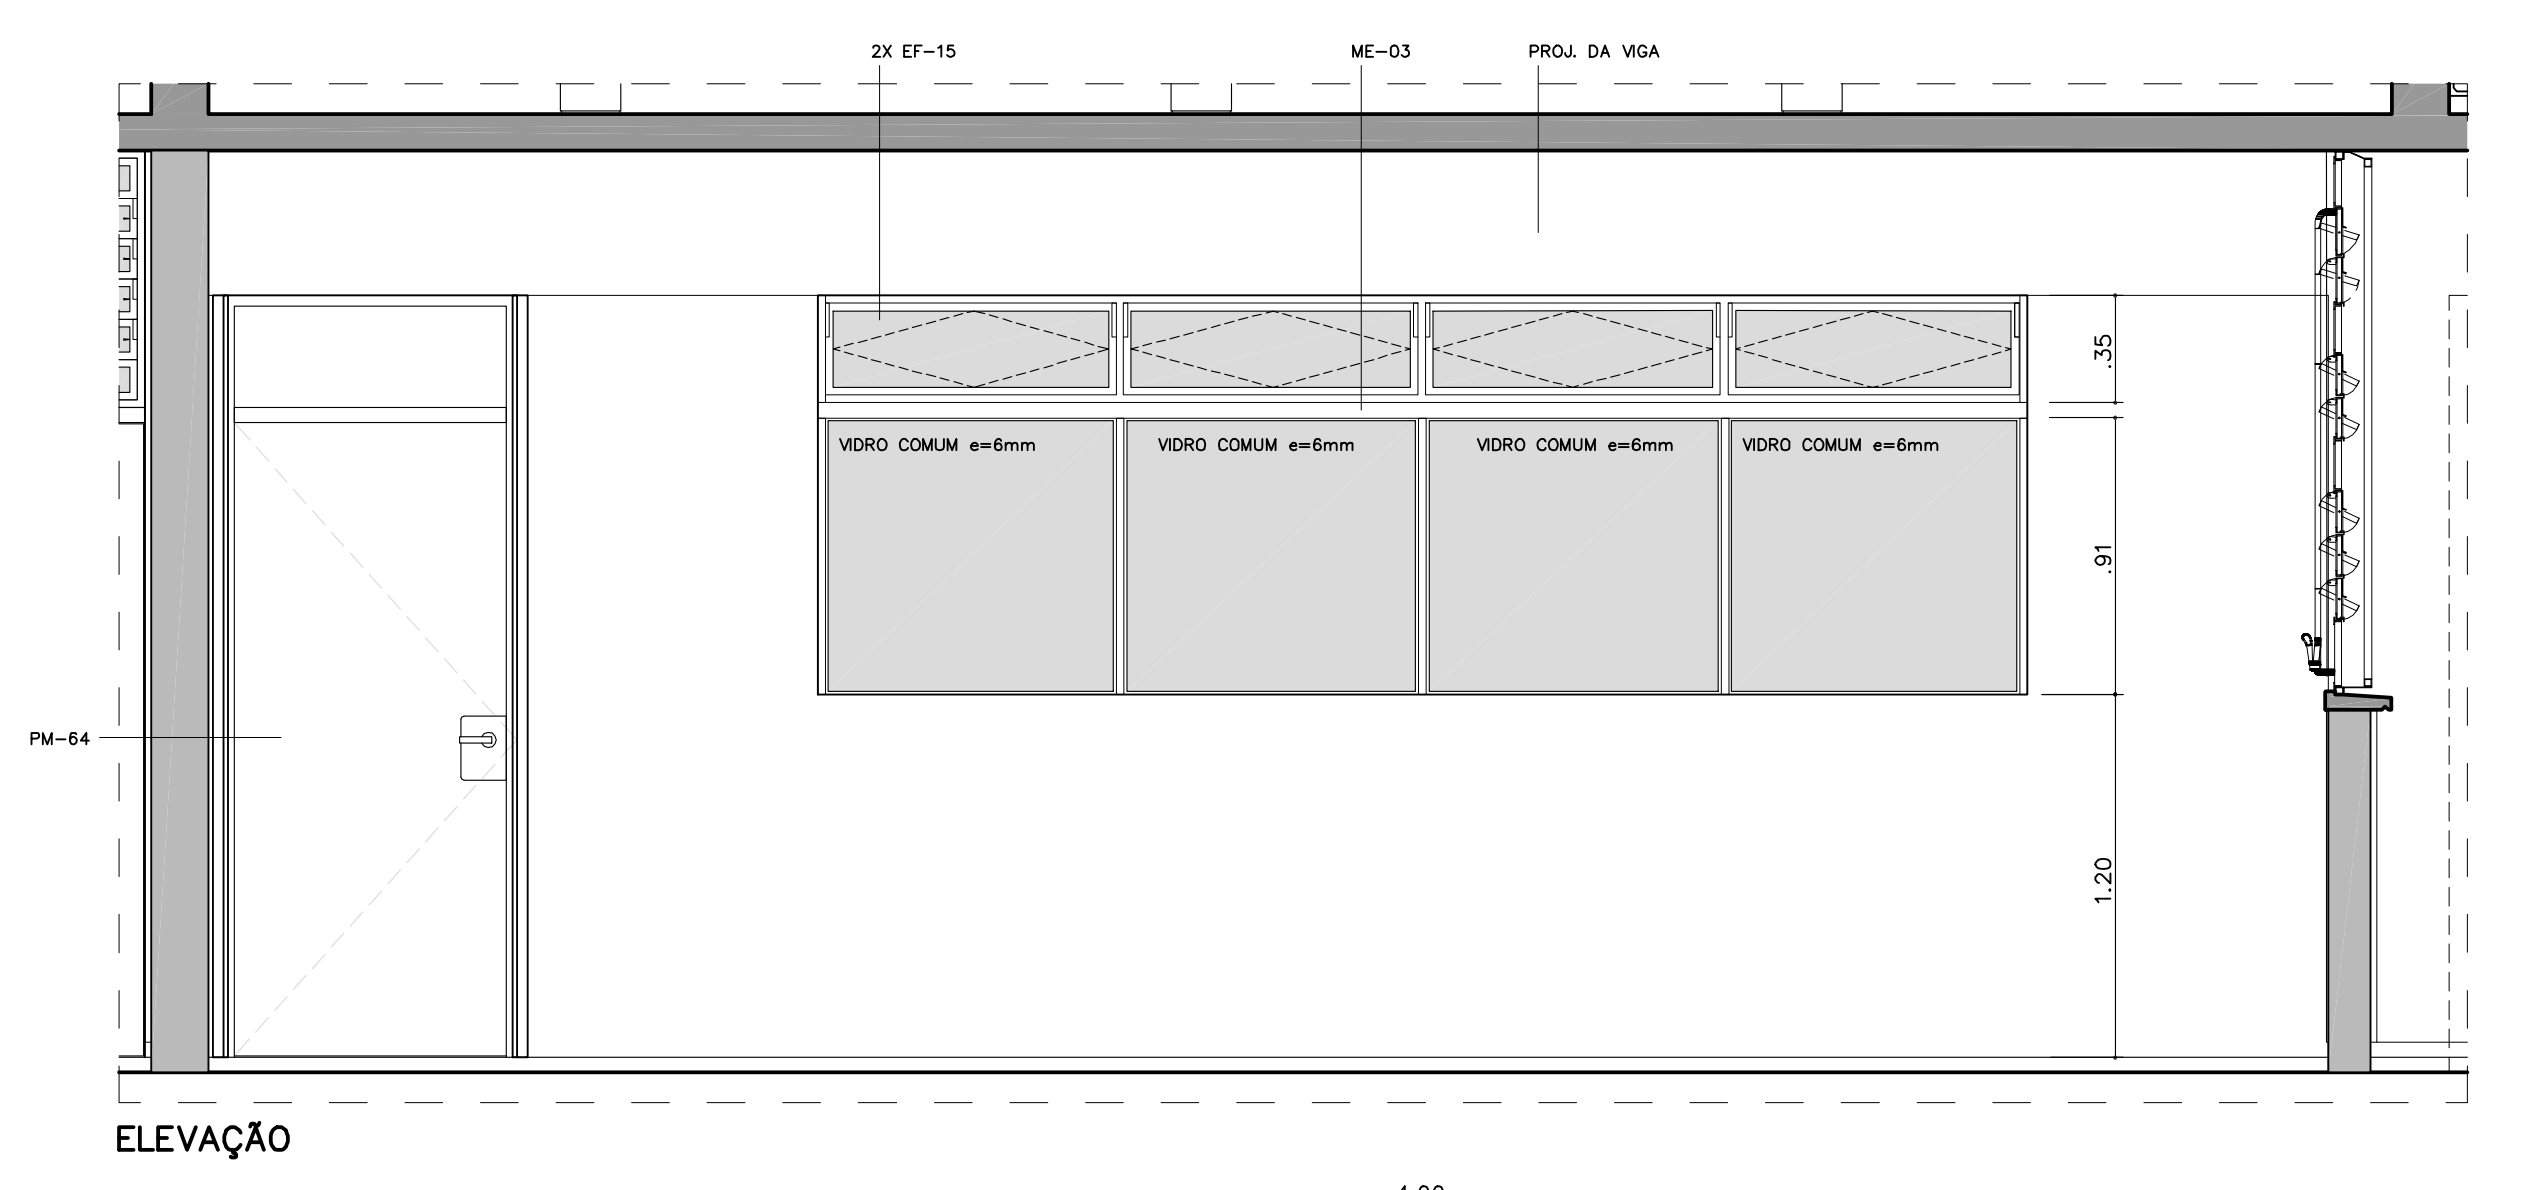 2X EF-15
ME-03
PROJ. DA VIGA
.35
VIDRO COMUM e=6mm
VIDRO COMUM e=6mm
VIDRO COMUM e=6mm
VIDRO COMUM e=6mm
.91
PM-64
1.20
ELEVAÇÃO